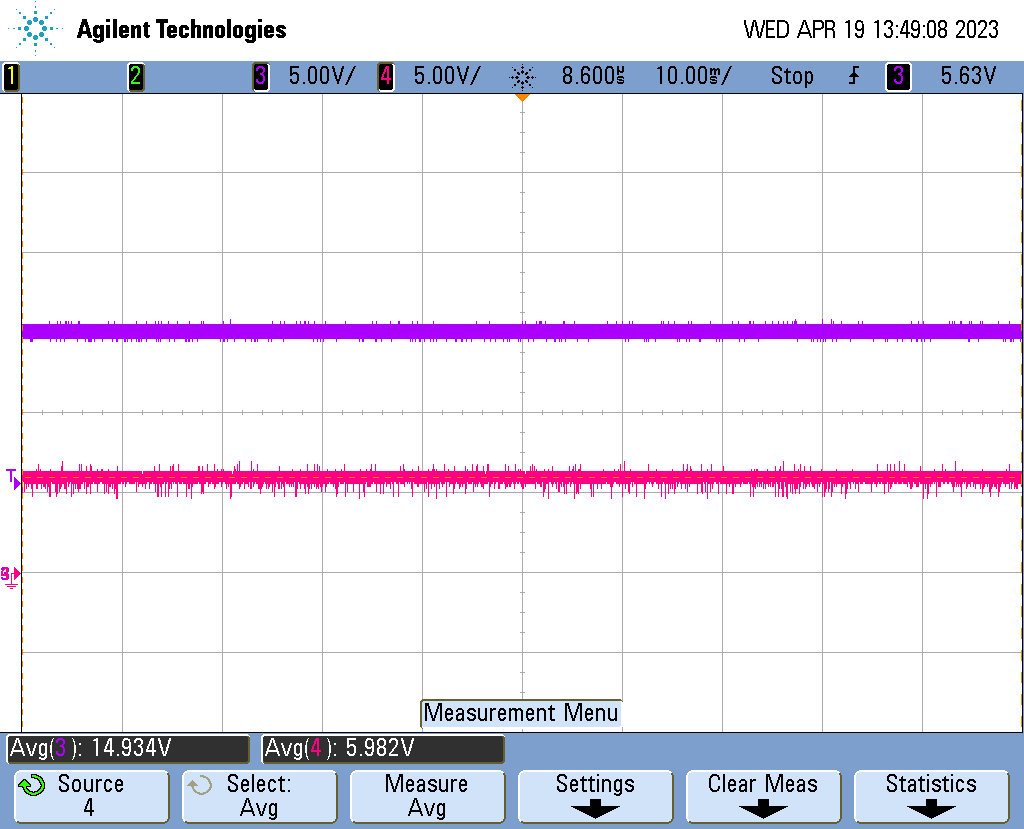 Agilent Technologies
WED APR 19 13:49:08 2023
1 2 3 5.00V/ 4 5.00V/ 8.600 10.00 / Stop 3 5.63V
T
Measurement Menu
Avg(3): 14.934V Avg(4): 5.982V
Source Select: Measure Settings Clear Meas Statistics
4 Avg Avg